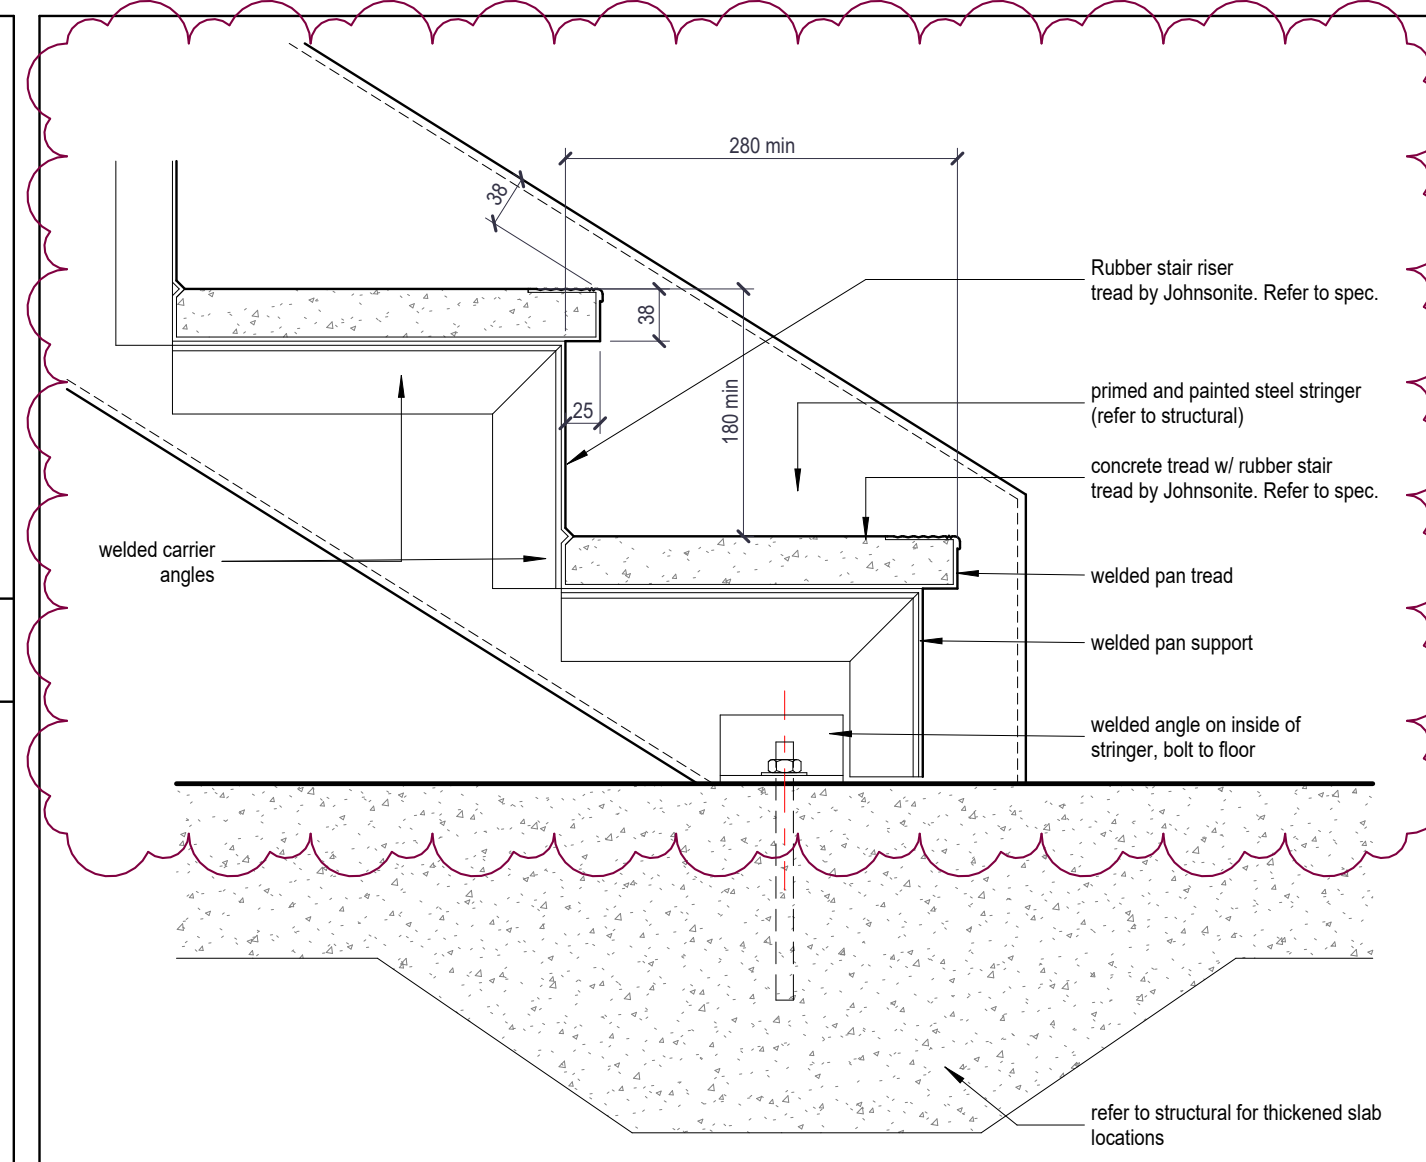 280 min
38
38
25
180 min
Rubber stair riser
tread by Johnsonite. Refer to spec.
primed and painted steel stringer
(refer to structural)
concrete tread w/ rubber stair
tread by Johnsonite. Refer to spec.
welded carrier
angles
welded pan tread
welded pan support
welded angle on inside of
stringer, bolt to floor
refer to structural for thickened slab
locations